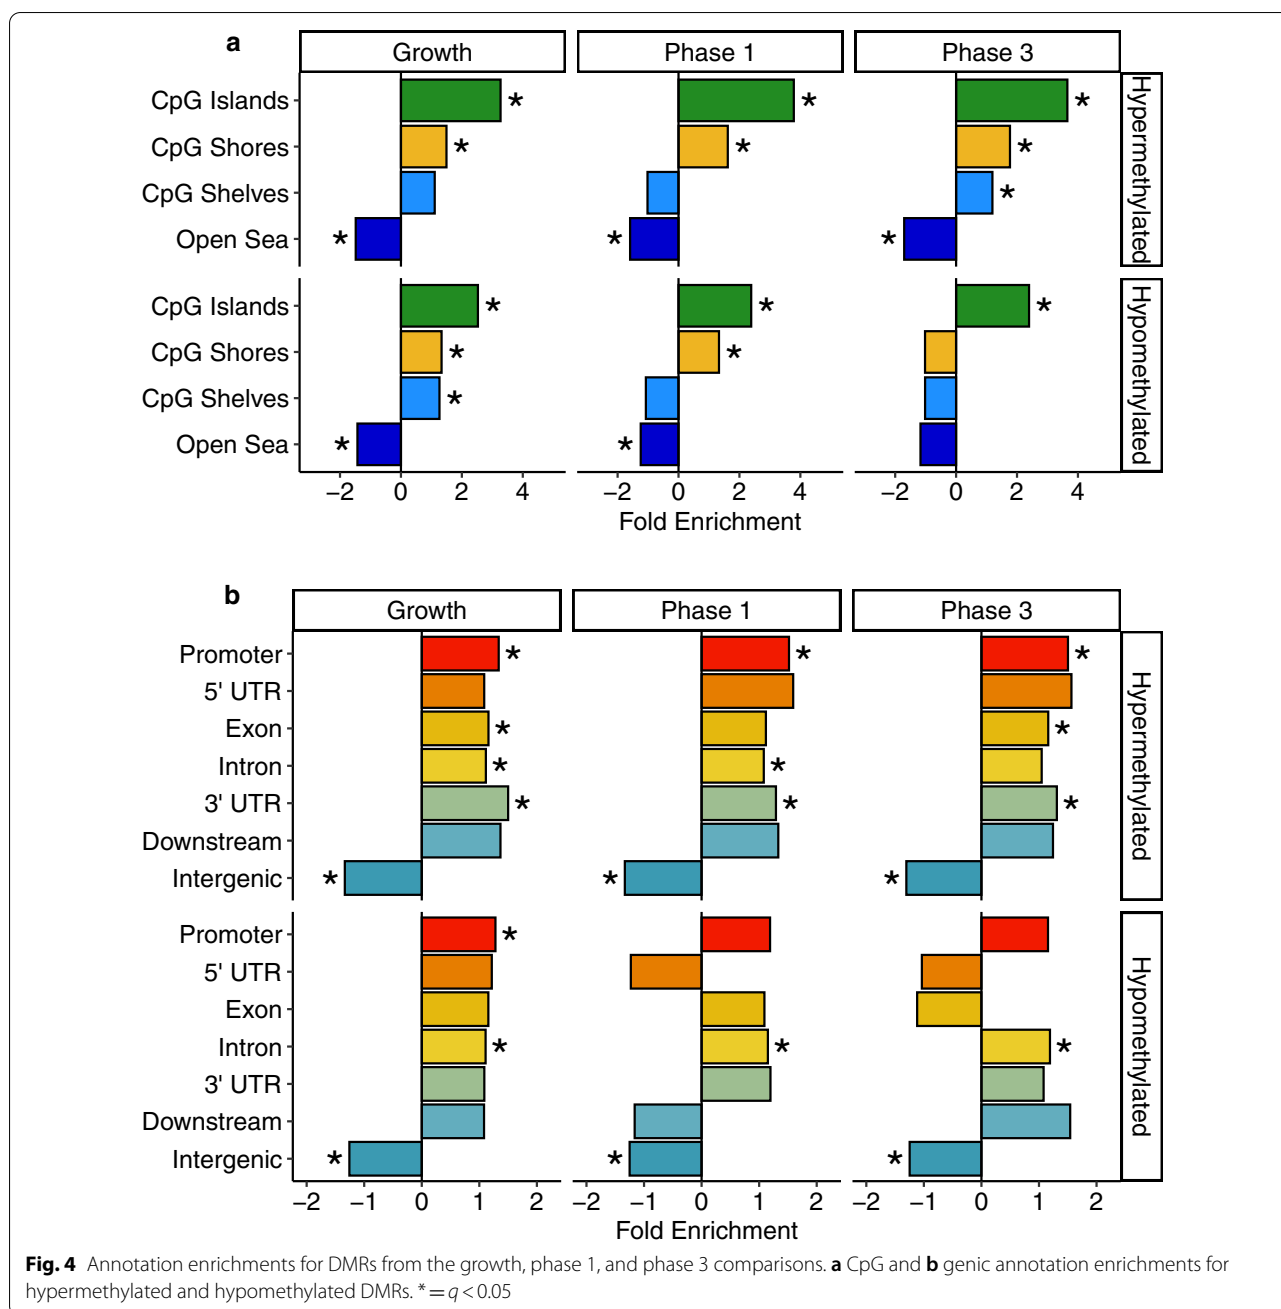 a
Growth Phase 1 Phase 3
CpG Islands * * *
CpG Shores * * *
CpG Shelves *
Open Sea * * *
Hypermethylated
CpG Islands * * *
CpG Shores * *
CpG Shelves *
Open Sea * *
Hypomethylated
−2 0 2 4 −2 0 2 4 −2 0 2 4
Fold Enrichment
b
Growth Phase 1 Phase 3
Promoter * * *
5' UTR
Exon * *
Intron * *
3' UTR * * *
Downstream
Intergenic * * *
Hypermethylated
Promoter *
5' UTR
Exon
Intron * * *
3' UTR
Downstream
Intergenic * * *
Hypomethylated
−2 −1 0 1 2 −2 −1 0 1 2 −2 −1 0 1 2
Fold Enrichment
Fig. 4 Annotation enrichments for DMRs from the growth, phase 1, and phase 3 comparisons. a CpG and b genic annotation enrichments for
hypermethylated and hypomethylated DMRs. * = q < 0.05